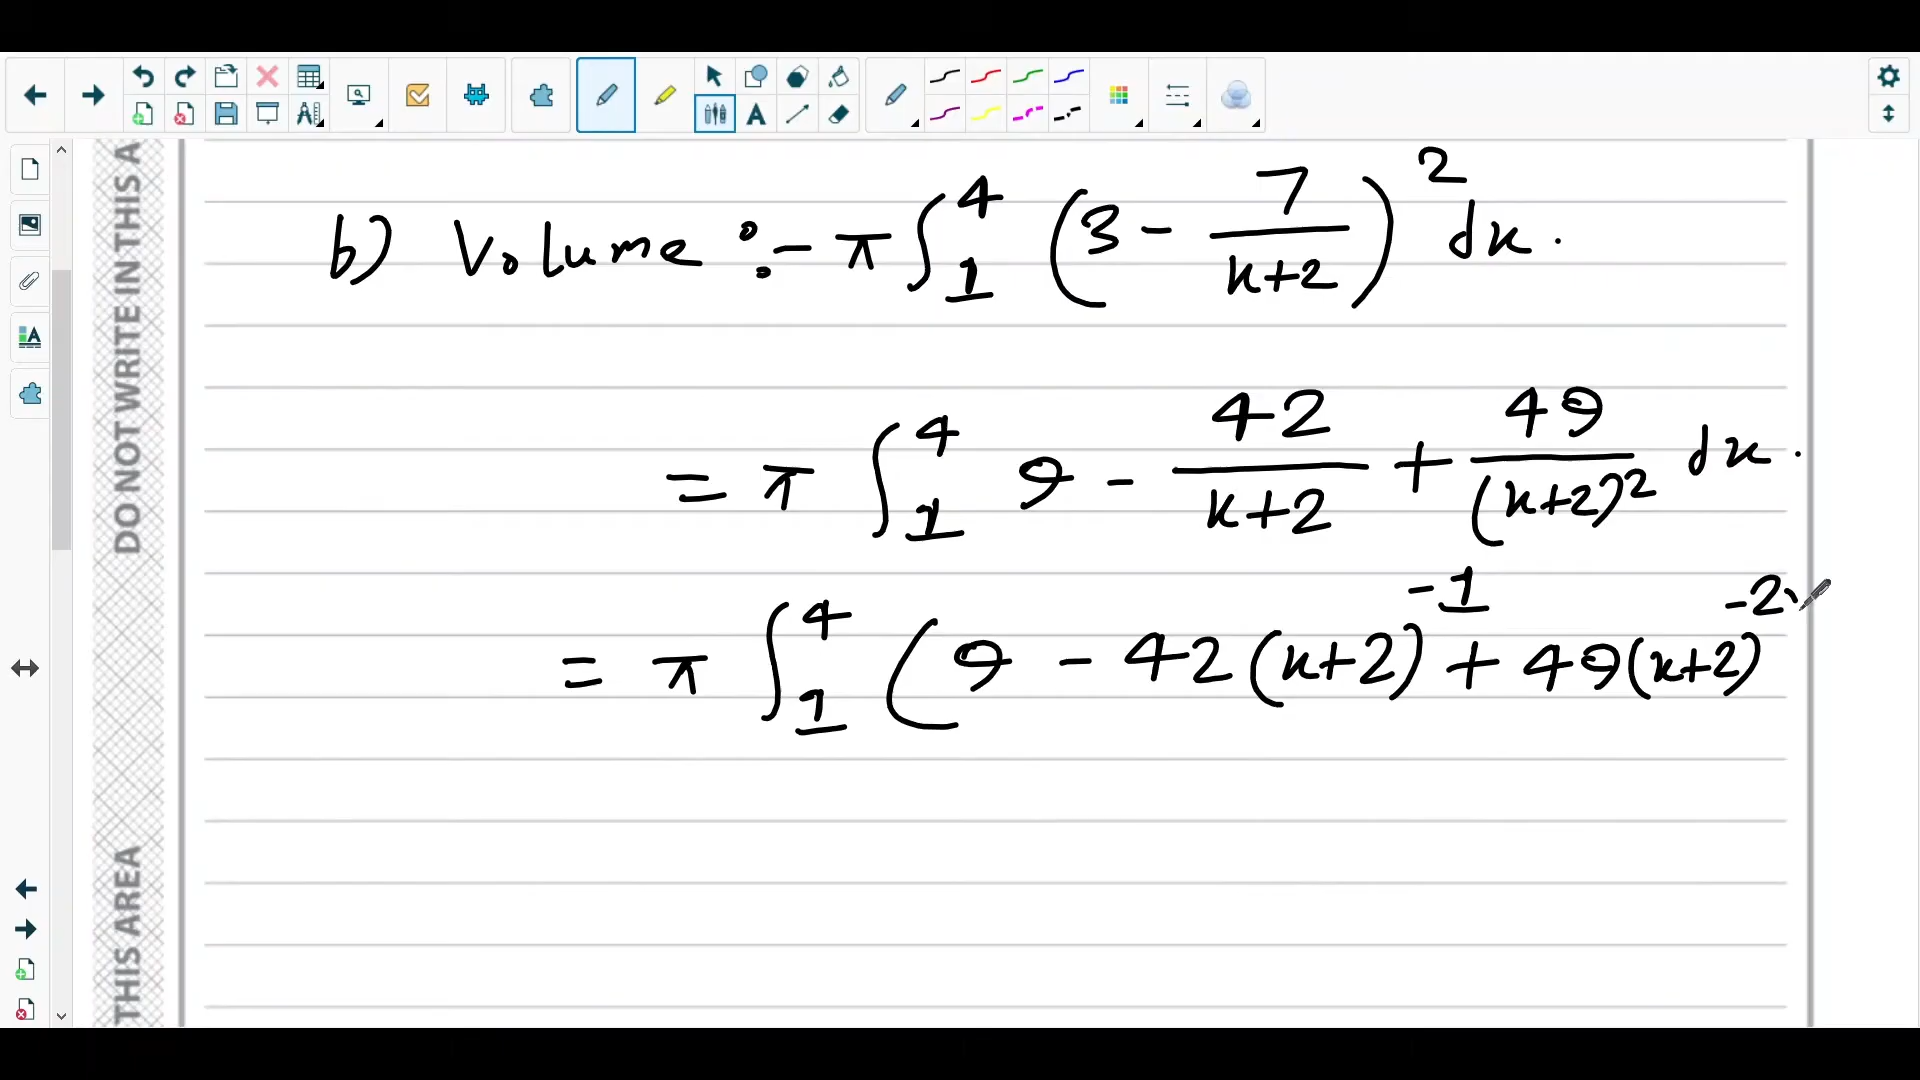 b) Volume :- π∫₁⁴ (3 - 7/(x+2))² dx.
= π ∫₁⁴ 9 - 42/(x+2) + 49/(x+2)² dx.
= π ∫₁⁴ (9 - 42(x+2)⁻¹ + 49(x+2)⁻²
DO NOT WRITE IN THIS A
THIS AREA